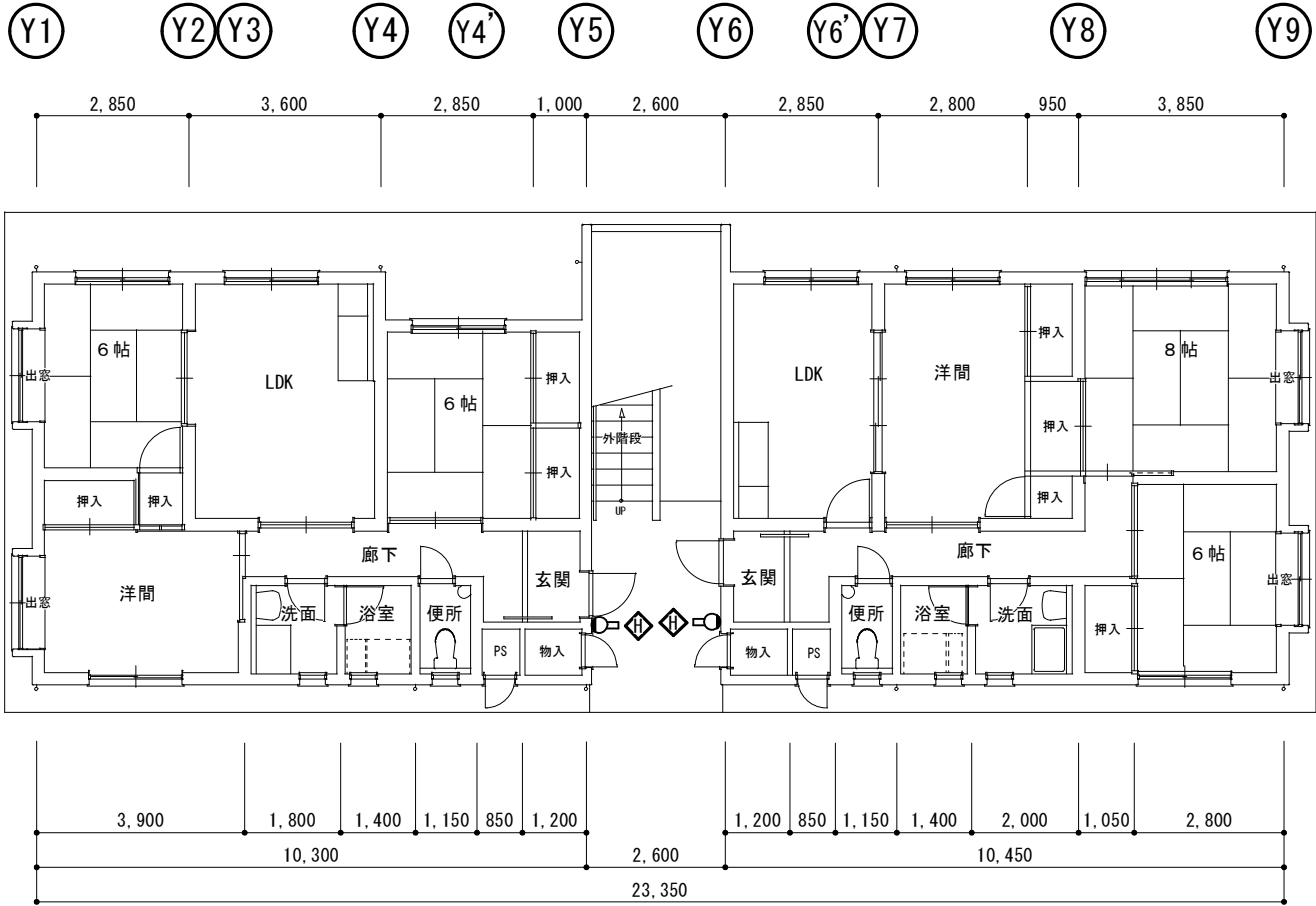 Y1 Y2 Y3 Y4 Y4' Y5 Y6 Y6' Y7 Y8 Y9
2,850 3,600 2,850 1,000 2,600 2,850 2,800 950 3,850
6帖 LDK 6帖 押入 LDK 洋間 押入 8帖
出窓 出窓
外階段 押入
押入 押入 押入 UP 押入
廊下 廊下 6帖
洋間 玄関 玄関
出窓 出窓
洗面 浴室 便所 便所 浴室 洗面 押入
PS 物入 物入 PS
H H
3,900 1,800 1,400 1,150 850 1,200 1,200 850 1,150 1,400 2,000 1,050 2,800
10,300 2,600 10,450
23,350